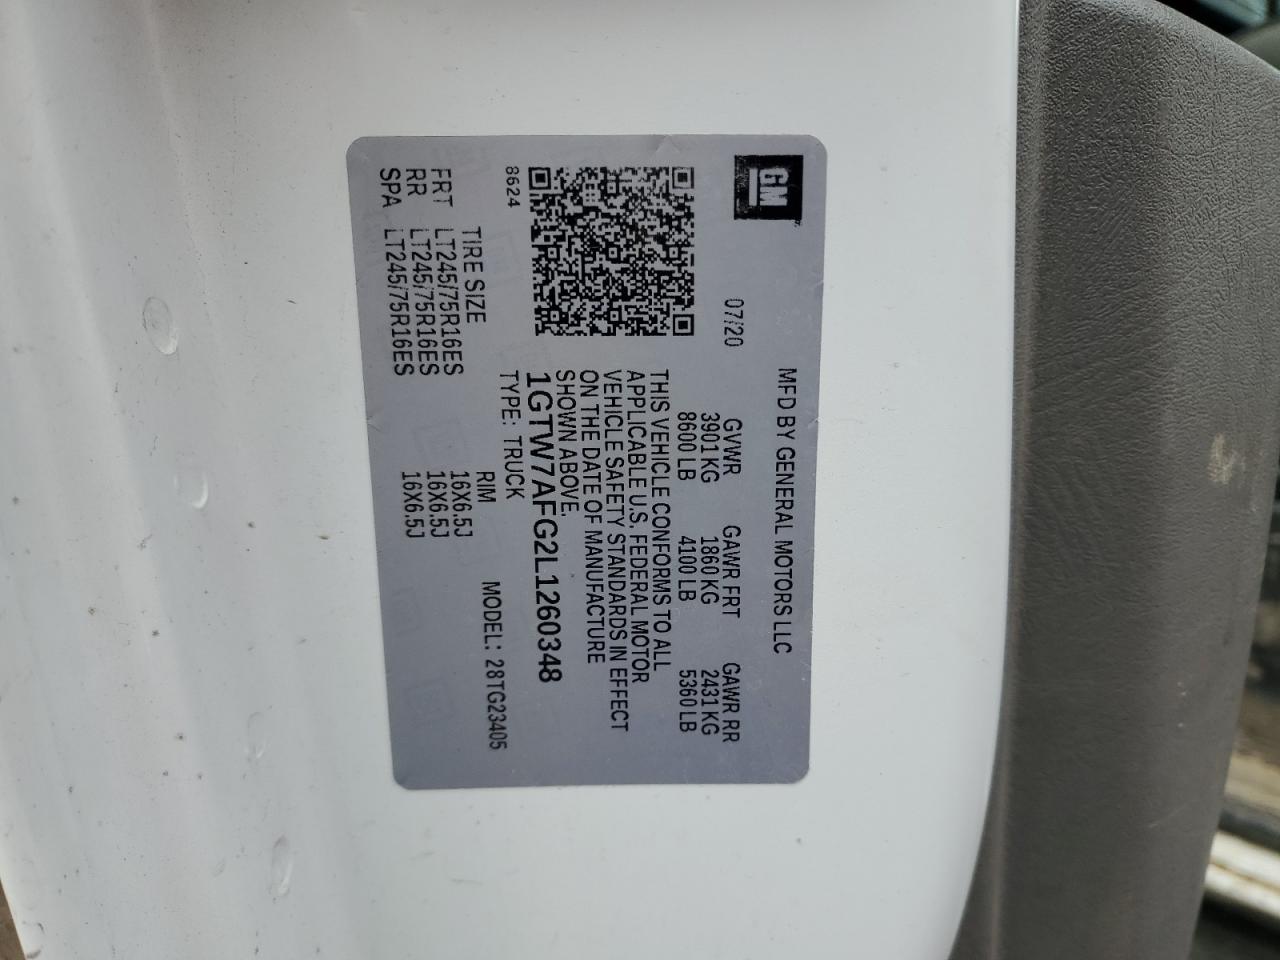 GM
MFD BY GENERAL MOTORS LLC
07/20
GVWR GAWR FRT GAWR RR
3901 KG 1860 KG 2431 KG
8600 LB 4100 LB 5360 LB
THIS VEHICLE CONFORMS TO ALL
APPLICABLE U.S. FEDERAL MOTOR
VEHICLE SAFETY STANDARDS IN EFFECT
ON THE DATE OF MANUFACTURE
SHOWN ABOVE.
1GTW7AFG2L1260348
8624
TYPE: TRUCK MODEL: 28TG23405
TIRE SIZE RIM
FRT LT245/75R16ES 16X6.5J
RR LT245/75R16ES 16X6.5J
SPA LT245/75R16ES 16X6.5J